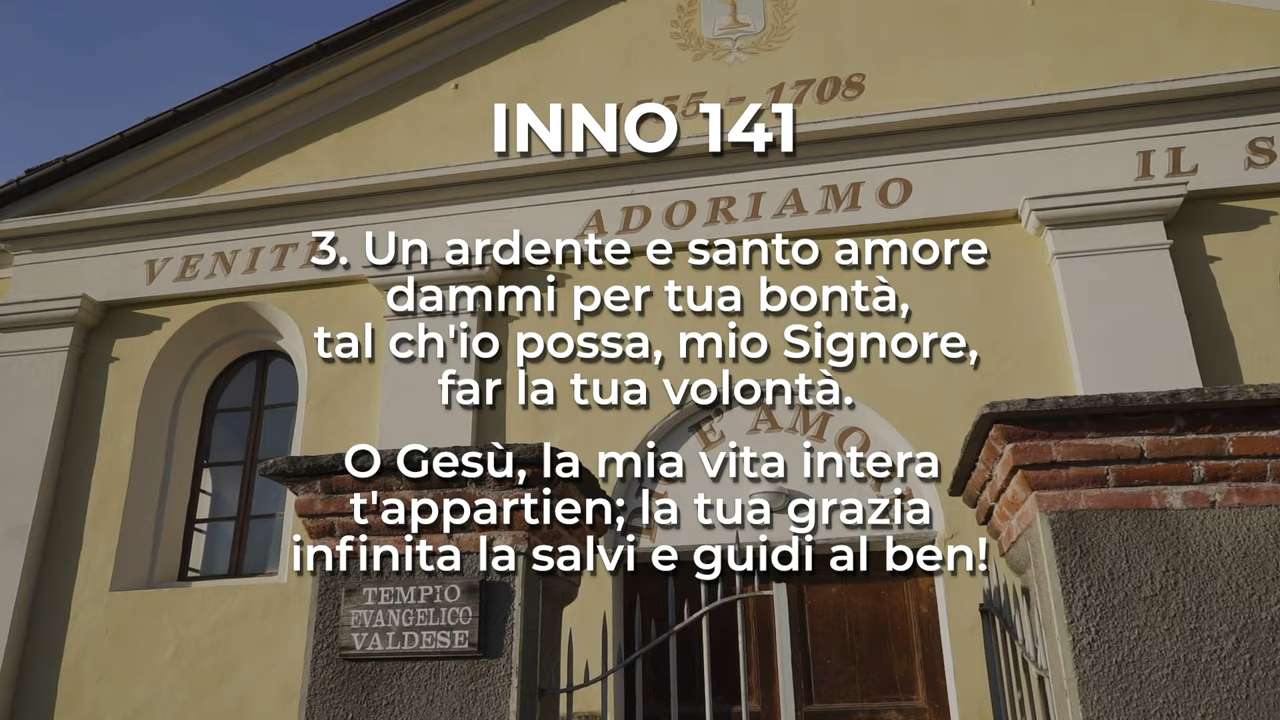 INNO 141
3. Un ardente e santo amore
dammi per tua bontà,
tal ch'io possa, mio Signore,
far la tua volontà.
O Gesù, la mia vita intera
t'appartien; la tua grazia
infinita la salvi e guidi al ben!
- 1708
VENITE ADORIAMO IL S
E' AMO
TEMPIO
EVANGELICO
VALDESE